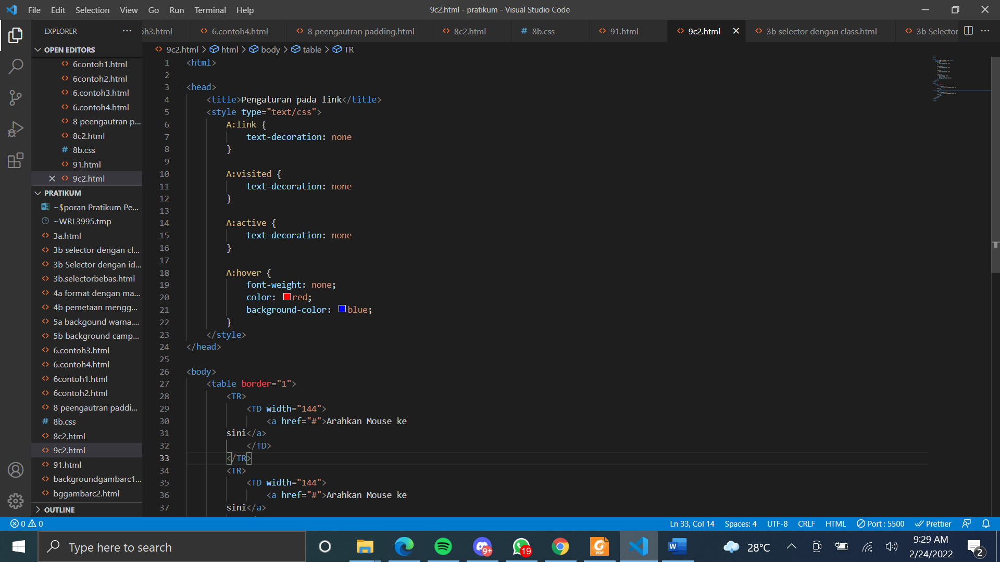 File Edit Selection View Go Run Terminal Help
9c2.html - pratikum - Visual Studio Code
EXPLORER
oh3.html 6.contoh4.html 8 peengautran padding.html 8c2.html # 8b.css 91.html 9c2.html 3b selector dengan class.html 3b Selector
OPEN EDITORS
6contoh1.html
6contoh2.html
6.contoh3.html
6.contoh4.html
8 peengautran p...
8c2.html
# 8b.css
91.html
9c2.html
PRATIKUM
~$poran Pratikum Pe...
~WRL3995.tmp
3a.html
3b selector dengan cl...
3b Selector dengan id...
3b.selectorbebas.html
4a format dengan ma...
4b pemetaan mengg...
5a backgound warna....
5b background camp...
6.contoh3.html
6.contoh4.html
6contoh1.html
6contoh2.html
8 peengautran paddi...
# 8b.css
8c2.html
9c2.html
91.html
backgroundgambarc1...
bggambarc2.html
OUTLINE
9c2.html > html > body > table > TR
1 <html>
2
3 <head>
4 <title>Pengaturan pada link</title>
5 <style type="text/css">
6 A:link {
7 text-decoration: none
8 }
9
10 A:visited {
11 text-decoration: none
12 }
13
14 A:active {
15 text-decoration: none
16 }
17
18 A:hover {
19 font-weight: none;
20 color: red;
21 background-color: blue;
22 }
23 </style>
24 </head>
25
26 <body>
27 <table border="1">
28 <TR>
29 <TD width="144">
30 <a href="#">Arahkan Mouse ke
31 sini</a>
32 </TD>
33 </TR>
34 <TR>
35 <TD width="144">
36 <a href="#">Arahkan Mouse ke
37 sini</a>
0 0 Ln 33, Col 14 Spaces: 4 UTF-8 CRLF HTML Port : 5500 Prettier
Type here to search
9+
19
PDF
W
28°C
9:29 AM
2/24/2022
2